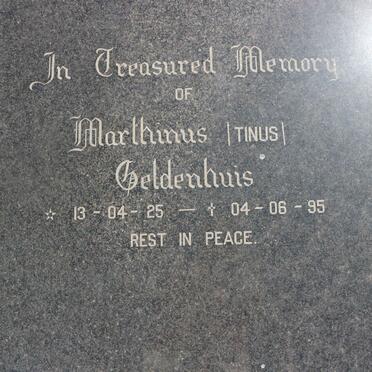 In Treasured Memory
OF
Marthinus |TINUS|
Geldenhuis
☆ 13-04-25 — † 04-06-95
REST IN PEACE.